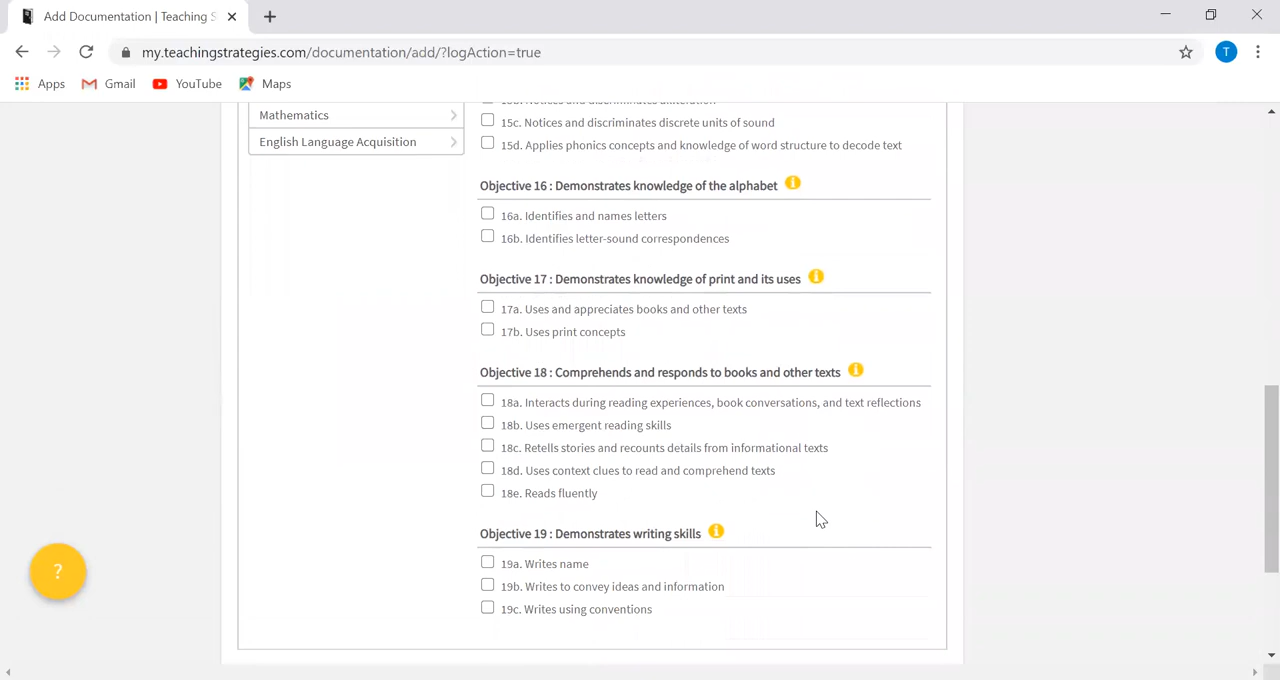 Add Documentation | Teaching S
my.teachingstrategies.com/documentation/add/?logAction=true
T
Apps
Gmail
YouTube
Maps
Mathematics
English Language Acquisition
15b. Notices and discriminates alliteration
15c. Notices and discriminates discrete units of sound
15d. Applies phonics concepts and knowledge of word structure to decode text
Objective 16 : Demonstrates knowledge of the alphabet
16a. Identifies and names letters
16b. Identifies letter-sound correspondences
Objective 17 : Demonstrates knowledge of print and its uses
17a. Uses and appreciates books and other texts
17b. Uses print concepts
Objective 18 : Comprehends and responds to books and other texts
18a. Interacts during reading experiences, book conversations, and text reflections
18b. Uses emergent reading skills
18c. Retells stories and recounts details from informational texts
18d. Uses context clues to read and comprehend texts
18e. Reads fluently
Objective 19 : Demonstrates writing skills
19a. Writes name
19b. Writes to convey ideas and information
19c. Writes using conventions
?